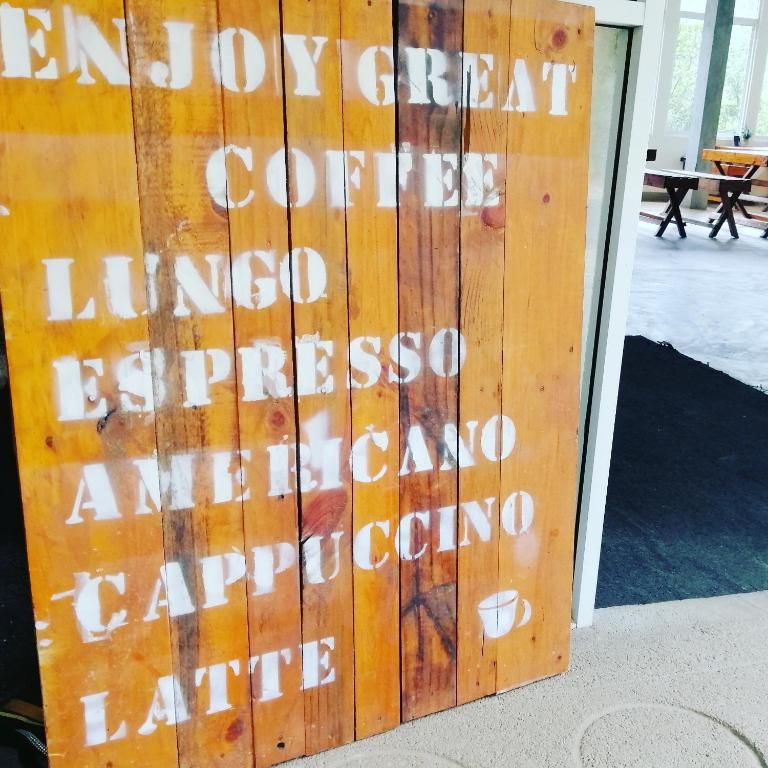 ENJOY GREAT
COFFEE
LUNGO
ESPRESSO
AMERICANO
CAPPUCCINO
LATTE